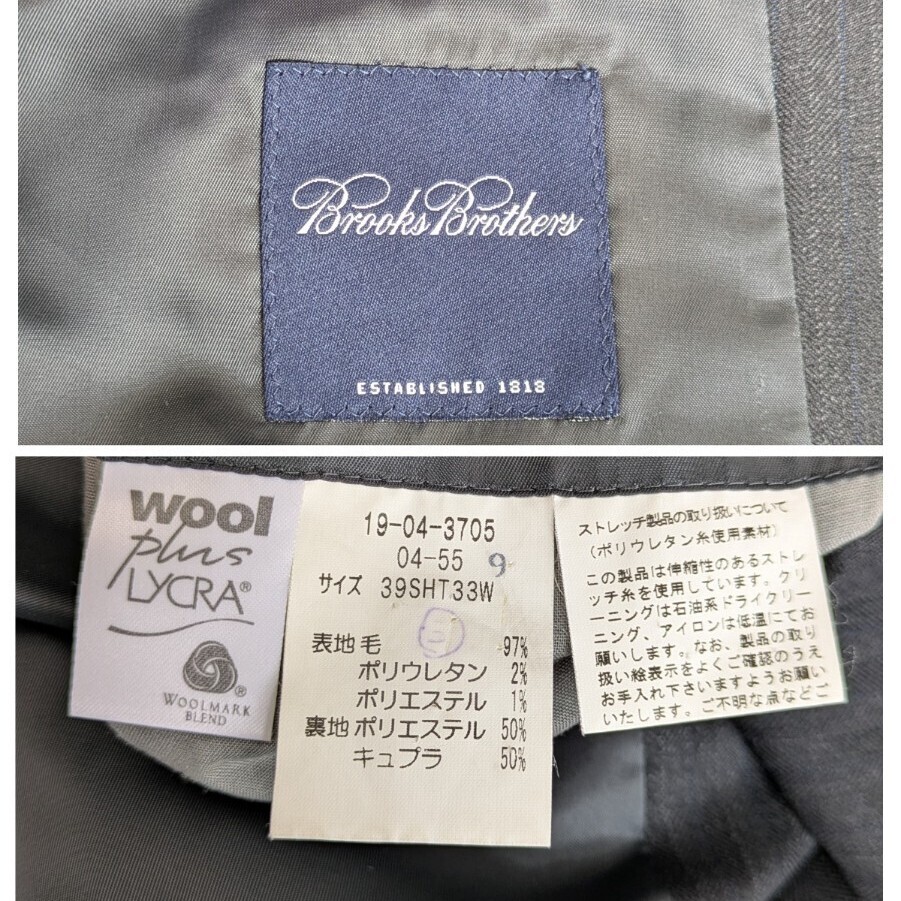 Brooks Brothers
ESTABLISHED 1818
wool
plus
LYCRA®
®
WOOLMARK
BLEND
19-04-3705
04-55 9
サイズ 39SHT33W
三
表地 毛 97%
ポリウレタン 2%
ポリエステル 1%
裏地 ポリエステル 50%
キュプラ 50%
ストレッチ製品の取り扱いについて
(ポリウレタン糸使用素材)
この製品は伸縮性のあるストレ
ッチ糸を使用しています。クリ
ーニングは石油系ドライクリー
ニング、アイロンは低温にてお
願いします。なお、製品の取り
扱い絵表示をよくご確認のうえ
お手入れ下さいますようお願い
いたします。ご不明な点などご